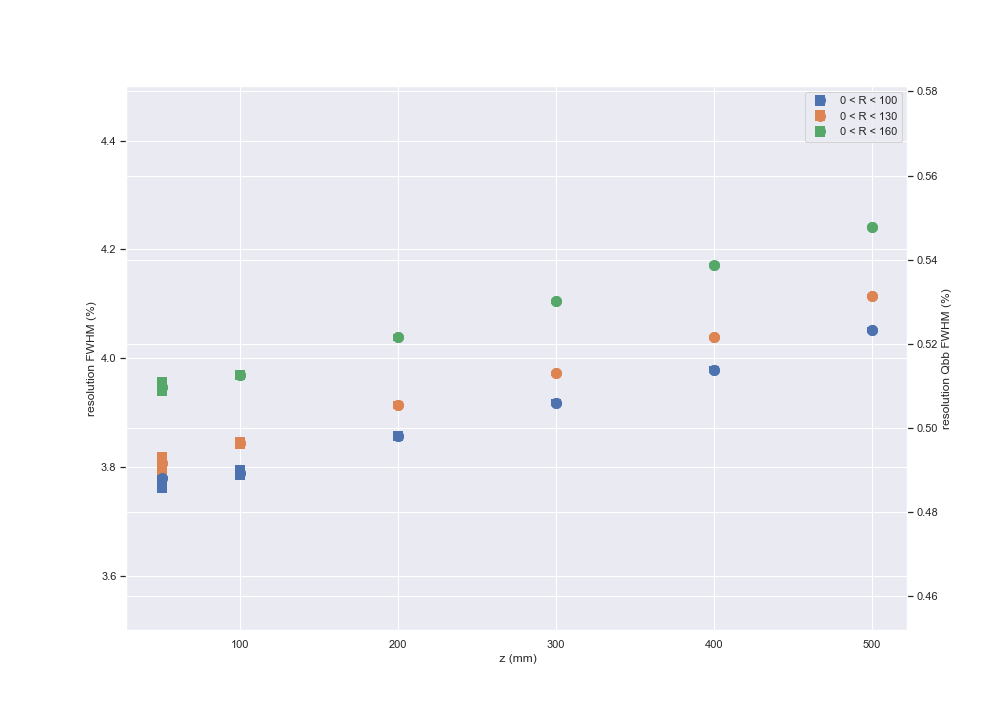 0 < R < 100
0 < R < 130
0 < R < 160
4.4
4.2
4.0
3.8
3.6
resolution FWHM (%)
0.58
0.56
0.54
0.52
0.50
0.48
0.46
resolution Qbb FWHM (%)
100
200
300
400
500
z (mm)